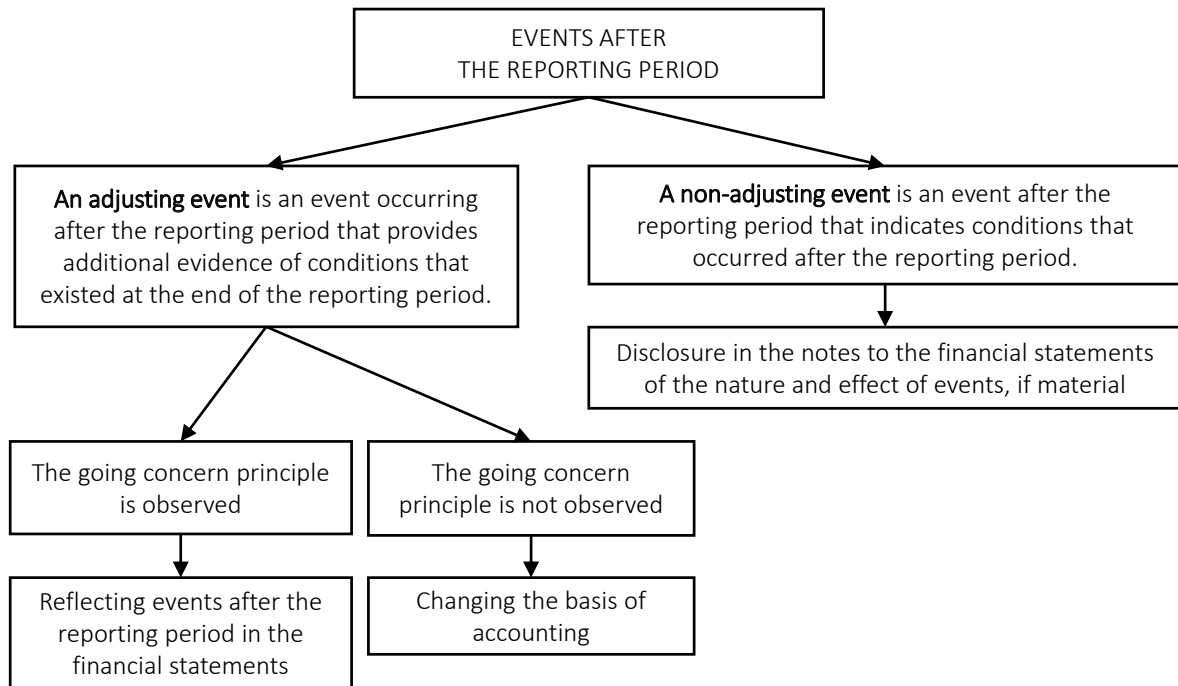 EVENTS AFTER
THE REPORTING PERIOD
An adjusting event is an event occurring
after the reporting period that provides
additional evidence of conditions that
existed at the end of the reporting period.
A non-adjusting event is an event after the
reporting period that indicates conditions that
occurred after the reporting period.
Disclosure in the notes to the financial statements
of the nature and effect of events, if material
The going concern principle
is observed
The going concern
principle is not observed
Reflecting events after the
reporting period in the
financial statements
Changing the basis of
accounting